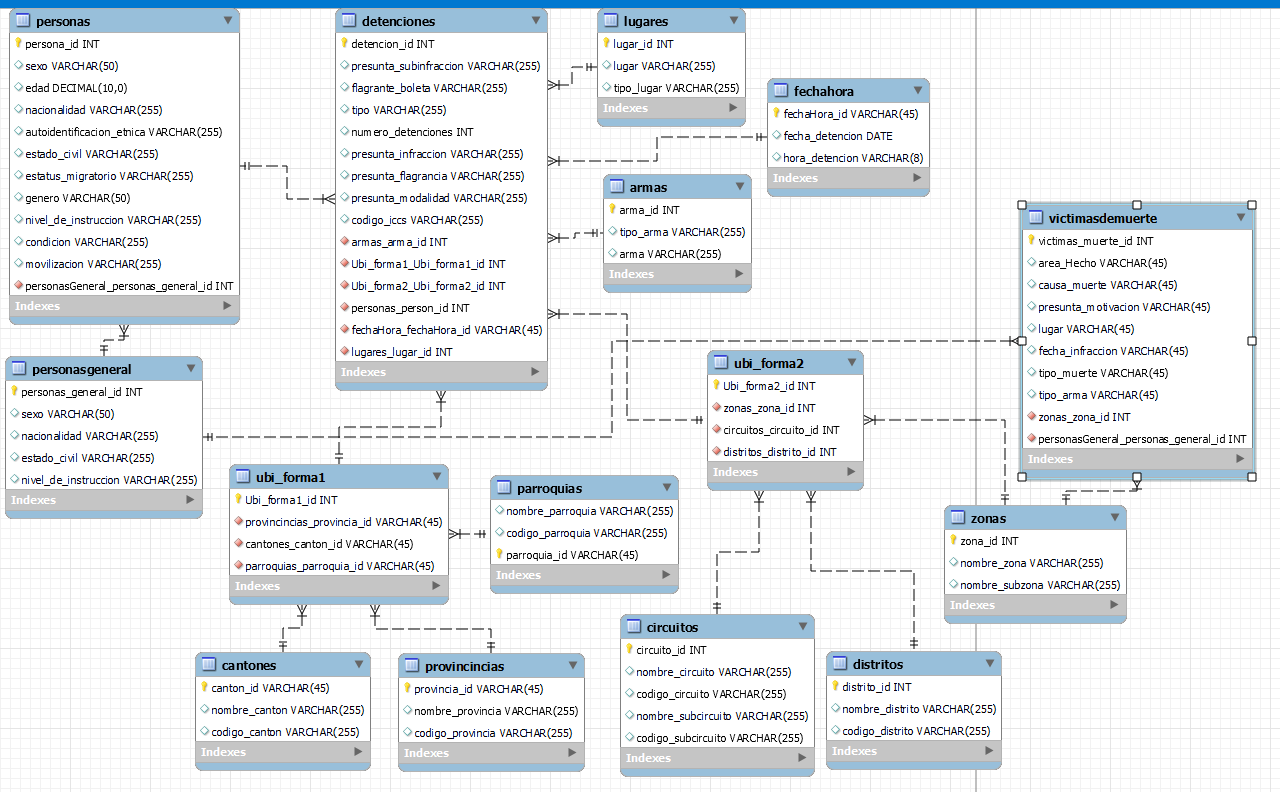 personas
persona_id INT
sexo VARCHAR(50)
edad DECIMAL(10,0)
nacionalidad VARCHAR(255)
autoidentificacion_etnica VARCHAR(255)
estado_civil VARCHAR(255)
estatus_migratorio VARCHAR(255)
genero VARCHAR(50)
nivel_de_instruccion VARCHAR(255)
condicion VARCHAR(255)
movilizacion VARCHAR(255)
personasGeneral_personas_general_id INT
Indexes
detenciones
detencion_id INT
presunta_subinfraccion VARCHAR(255)
flagrante_boleta VARCHAR(255)
tipo VARCHAR(255)
numero_detenciones INT
presunta_infraccion VARCHAR(255)
presunta_flagrancia VARCHAR(255)
presunta_modalidad VARCHAR(255)
codigo_iccs VARCHAR(255)
armas_arma_id INT
Ubi_forma1_Ubi_forma1_id INT
Ubi_forma2_Ubi_forma2_id INT
personas_person_id INT
fechaHora_fechaHora_id VARCHAR(45)
lugares_lugar_id INT
Indexes
lugares
lugar_id INT
lugar VARCHAR(255)
tipo_lugar VARCHAR(255)
Indexes
fechahora
fechaHora_id VARCHAR(45)
fecha_detencion DATE
hora_detencion VARCHAR(8)
Indexes
armas
arma_id INT
tipo_arma VARCHAR(255)
arma VARCHAR(255)
Indexes
victimasdemuerte
victimas_muerte_id INT
area_Hecho VARCHAR(45)
causa_muerte VARCHAR(45)
presunta_motivacion VARCHAR(45)
lugar VARCHAR(45)
fecha_infraccion VARCHAR(45)
tipo_muerte VARCHAR(45)
tipo_arma VARCHAR(45)
zonas_zona_id INT
personasGeneral_personas_general_id INT
Indexes
personasgeneral
personas_general_id INT
sexo VARCHAR(50)
nacionalidad VARCHAR(255)
estado_civil VARCHAR(255)
nivel_de_instruccion VARCHAR(255)
Indexes
ubi_forma2
Ubi_forma2_id INT
zonas_zona_id INT
circuitos_circuito_id INT
distritos_distrito_id INT
Indexes
ubi_forma1
Ubi_forma1_id INT
provincincias_provincia_id VARCHAR(45)
cantones_canton_id VARCHAR(45)
parroquias_parroquia_id VARCHAR(45)
Indexes
parroquias
nombre_parroquia VARCHAR(255)
codigo_parroquia VARCHAR(255)
parroquia_id VARCHAR(45)
Indexes
zonas
zona_id INT
nombre_zona VARCHAR(255)
nombre_subzona VARCHAR(255)
Indexes
cantones
canton_id VARCHAR(45)
nombre_canton VARCHAR(255)
codigo_canton VARCHAR(255)
Indexes
provincincias
provincia_id VARCHAR(45)
nombre_provincia VARCHAR(255)
codigo_provincia VARCHAR(255)
Indexes
circuitos
circuito_id INT
nombre_circuito VARCHAR(255)
codigo_circuito VARCHAR(255)
nombre_subcircuito VARCHAR(255)
codigo_subcircuito VARCHAR(255)
Indexes
distritos
distrito_id INT
nombre_distrito VARCHAR(255)
codigo_distrito VARCHAR(255)
Indexes